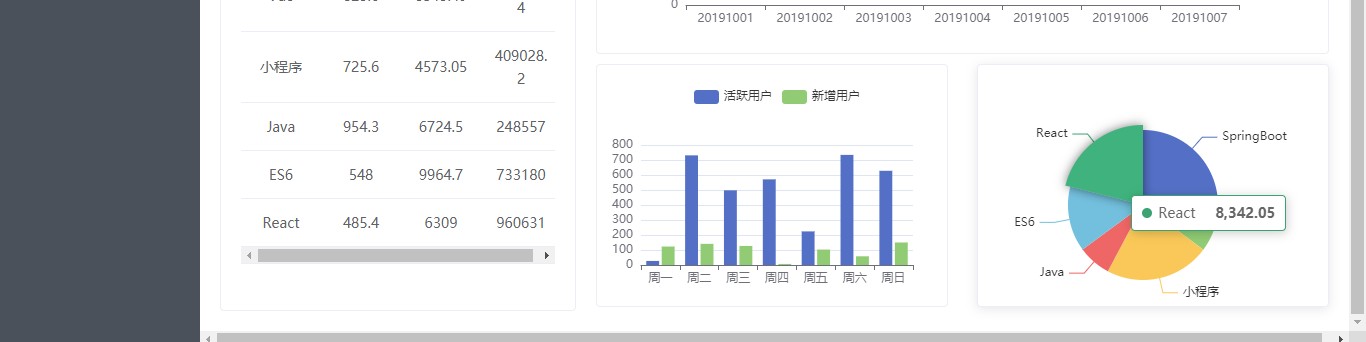 4
小程序 725.6 4573.05 409028.
2
Java 954.3 6724.5 248557
ES6 548 9964.7 733180
React 485.4 6309 960631
0
20191001 20191002 20191003 20191004 20191005 20191006 20191007
活跃用户 新增用户
800
700
600
500
400
300
200
100
0
周一 周二 周三 周四 周五 周六 周日
React
SpringBoot
React 8,342.05
ES6
Java
小程序